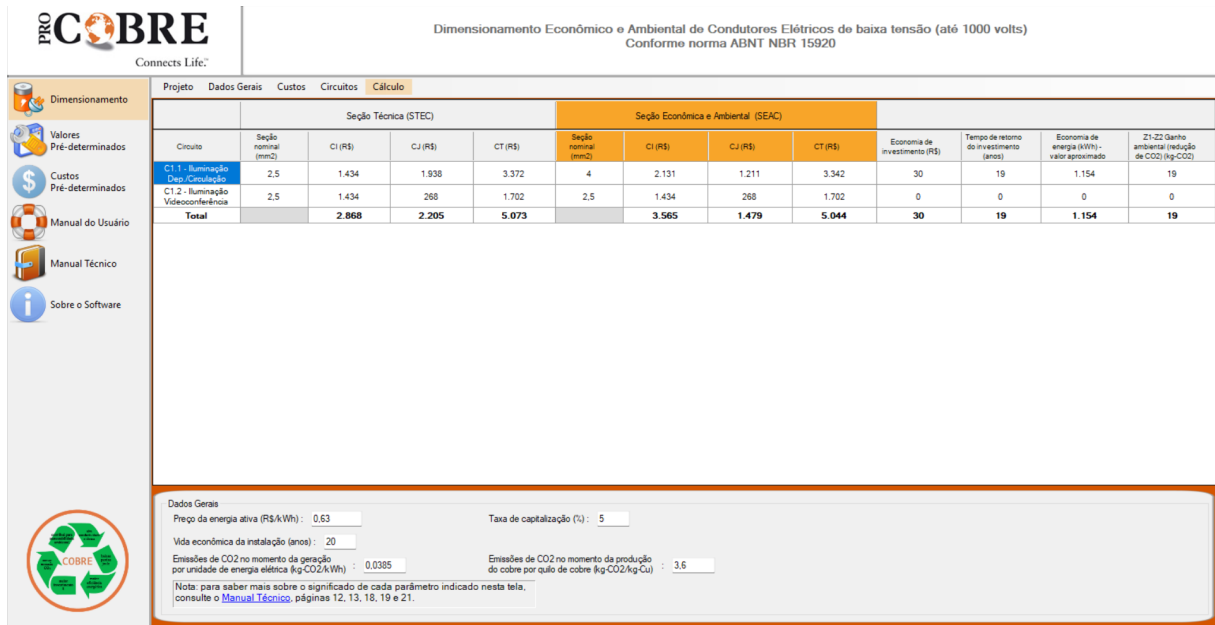 PRO COBRE
Connects Life.™
Dimensionamento Econômico e Ambiental de Condutores Elétricos de baixa tensão (até 1000 volts)
Conforme norma ABNT NBR 15920
Dimensionamento
Valores
Pré-determinados
Custos
Pré-determinados
Manual do Usuário
Manual Técnico
Sobre o Software
Projeto Dados Gerais Custos Circuitos Cálculo
Seção Técnica (STEC) Seção Econômica e Ambiental (SEAC)
Circuito Seção nominal (mm2) CI (R$) CJ (R$) CT (R$) Seção nominal (mm2) CI (R$) CJ (R$) CT (R$) Economia de investimento (R$) Tempo de retorno do investimento (anos) Economia de energia (kWh) - valor aproximado Z1-Z2 Ganho ambiental (redução de CO2) (kg-CO2)
C1.1 - Iluminação Dep./Circulação 2,5 1.434 1.938 3.372 4 2.131 1.211 3.342 30 19 1.154 19
C1.2 - Iluminação Videoconferência 2,5 1.434 268 1.702 2,5 1.434 268 1.702 0 0 0 0
Total 2.868 2.205 5.073 3.565 1.479 5.044 30 19 1.154 19
Dados Gerais
Preço da energia ativa (R$/kWh) : 0,63 Taxa de capitalização (%) : 5
Vida econômica da instalação (anos) : 20
Emissões de CO2 no momento da geração
por unidade de energia elétrica (kg-CO2/kWh) : 0,0385
Emissões de CO2 no momento da produção
do cobre por quilo de cobre (kg-CO2/kg-Cu) : 3,6
Nota: para saber mais sobre o significado de cada parâmetro indicado nesta tela,
consulte o Manual Técnico, páginas 12, 13, 18, 19 e 21.
COBRE